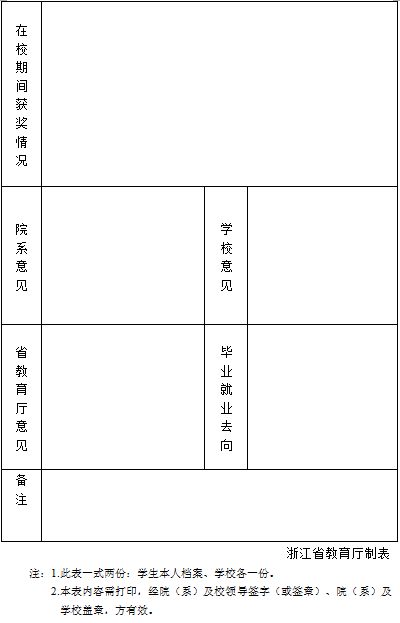 在校期间获奖情况
院系意见
学校意见
省教育厅意见
毕业就业去向
备注
浙江省教育厅制表
注：1.此表一式两份：学生本人档案、学校各一份。
2.本表内容需打印，经院（系）及校领导签字（或签章）、院（系）及
学校盖章，方有效。